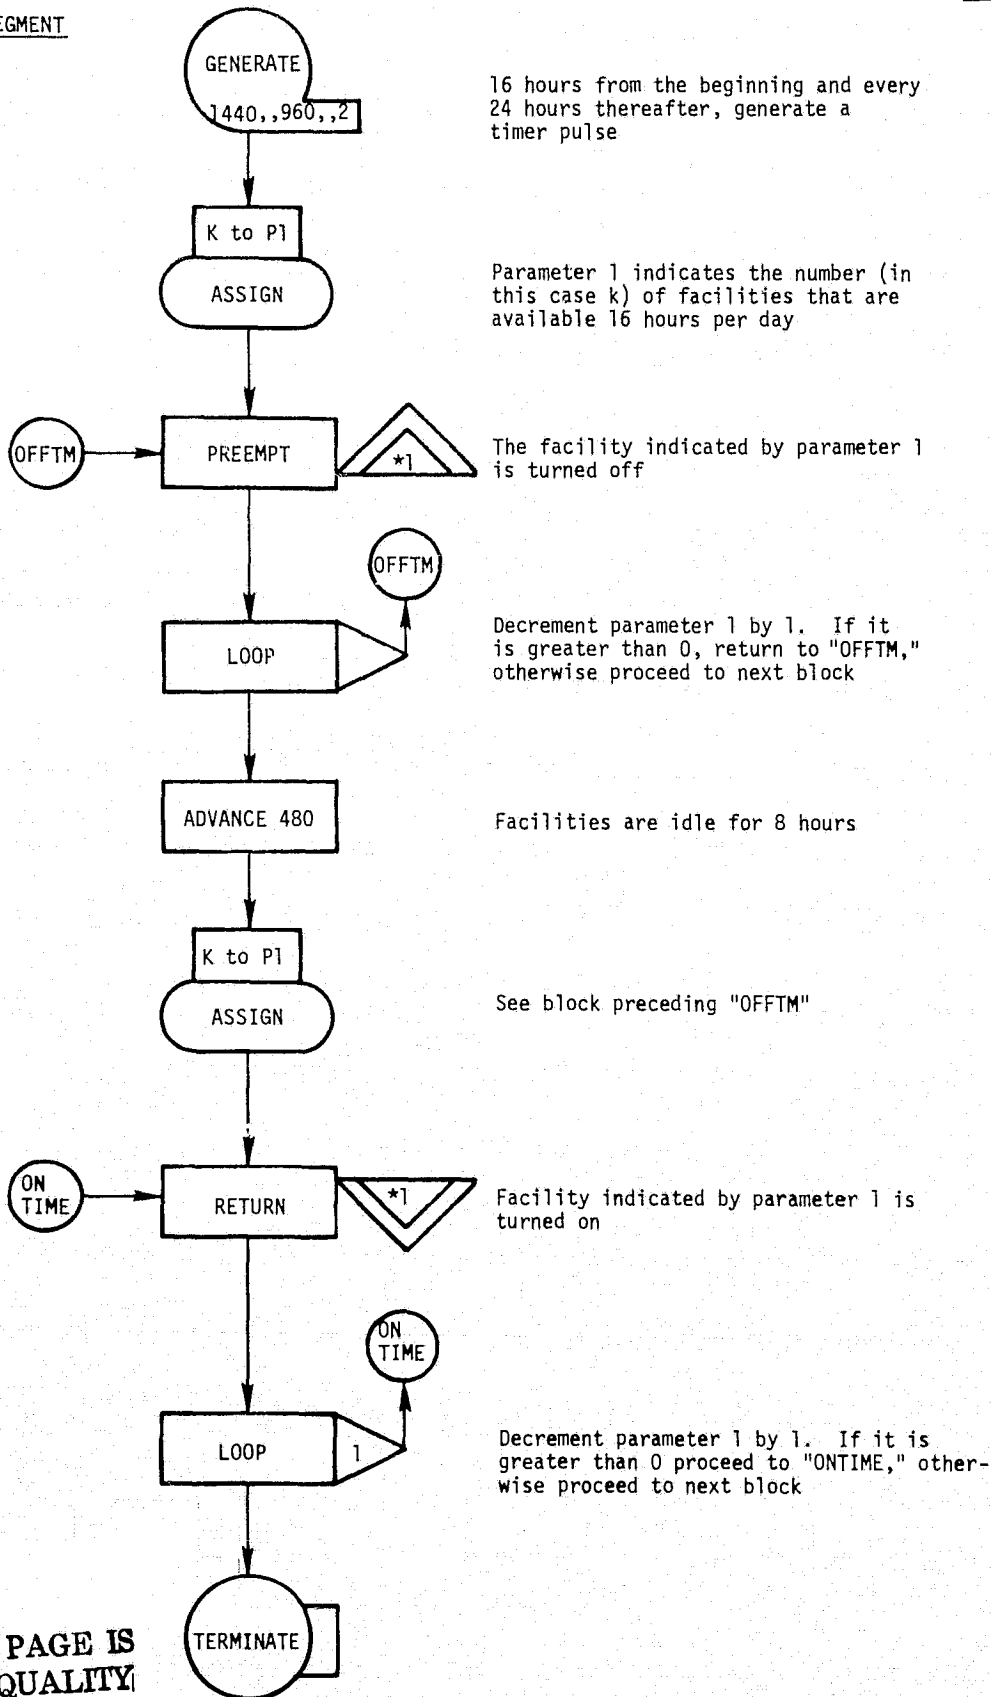 EGMENT
GENERATE
1440,,960,,2
16 hours from the beginning and every
24 hours thereafter, generate a
timer pulse
K to P1
ASSIGN
Parameter 1 indicates the number (in
this case k) of facilities that are
available 16 hours per day
OFFTM
PREEMPT
*1
The facility indicated by parameter 1
is turned off
OFFTM
LOOP
Decrement parameter 1 by 1. If it
is greater than 0, return to "OFFTM,"
otherwise proceed to next block
ADVANCE 480
Facilities are idle for 8 hours
K to P1
ASSIGN
See block preceding "OFFTM"
ON
TIME
RETURN
*1
Facility indicated by parameter 1 is
turned on
ON
TIME
LOOP
1
Decrement parameter 1 by 1. If it is
greater than 0 proceed to "ONTIME," other-
wise proceed to next block
TERMINATE
PAGE IS
QUALITY